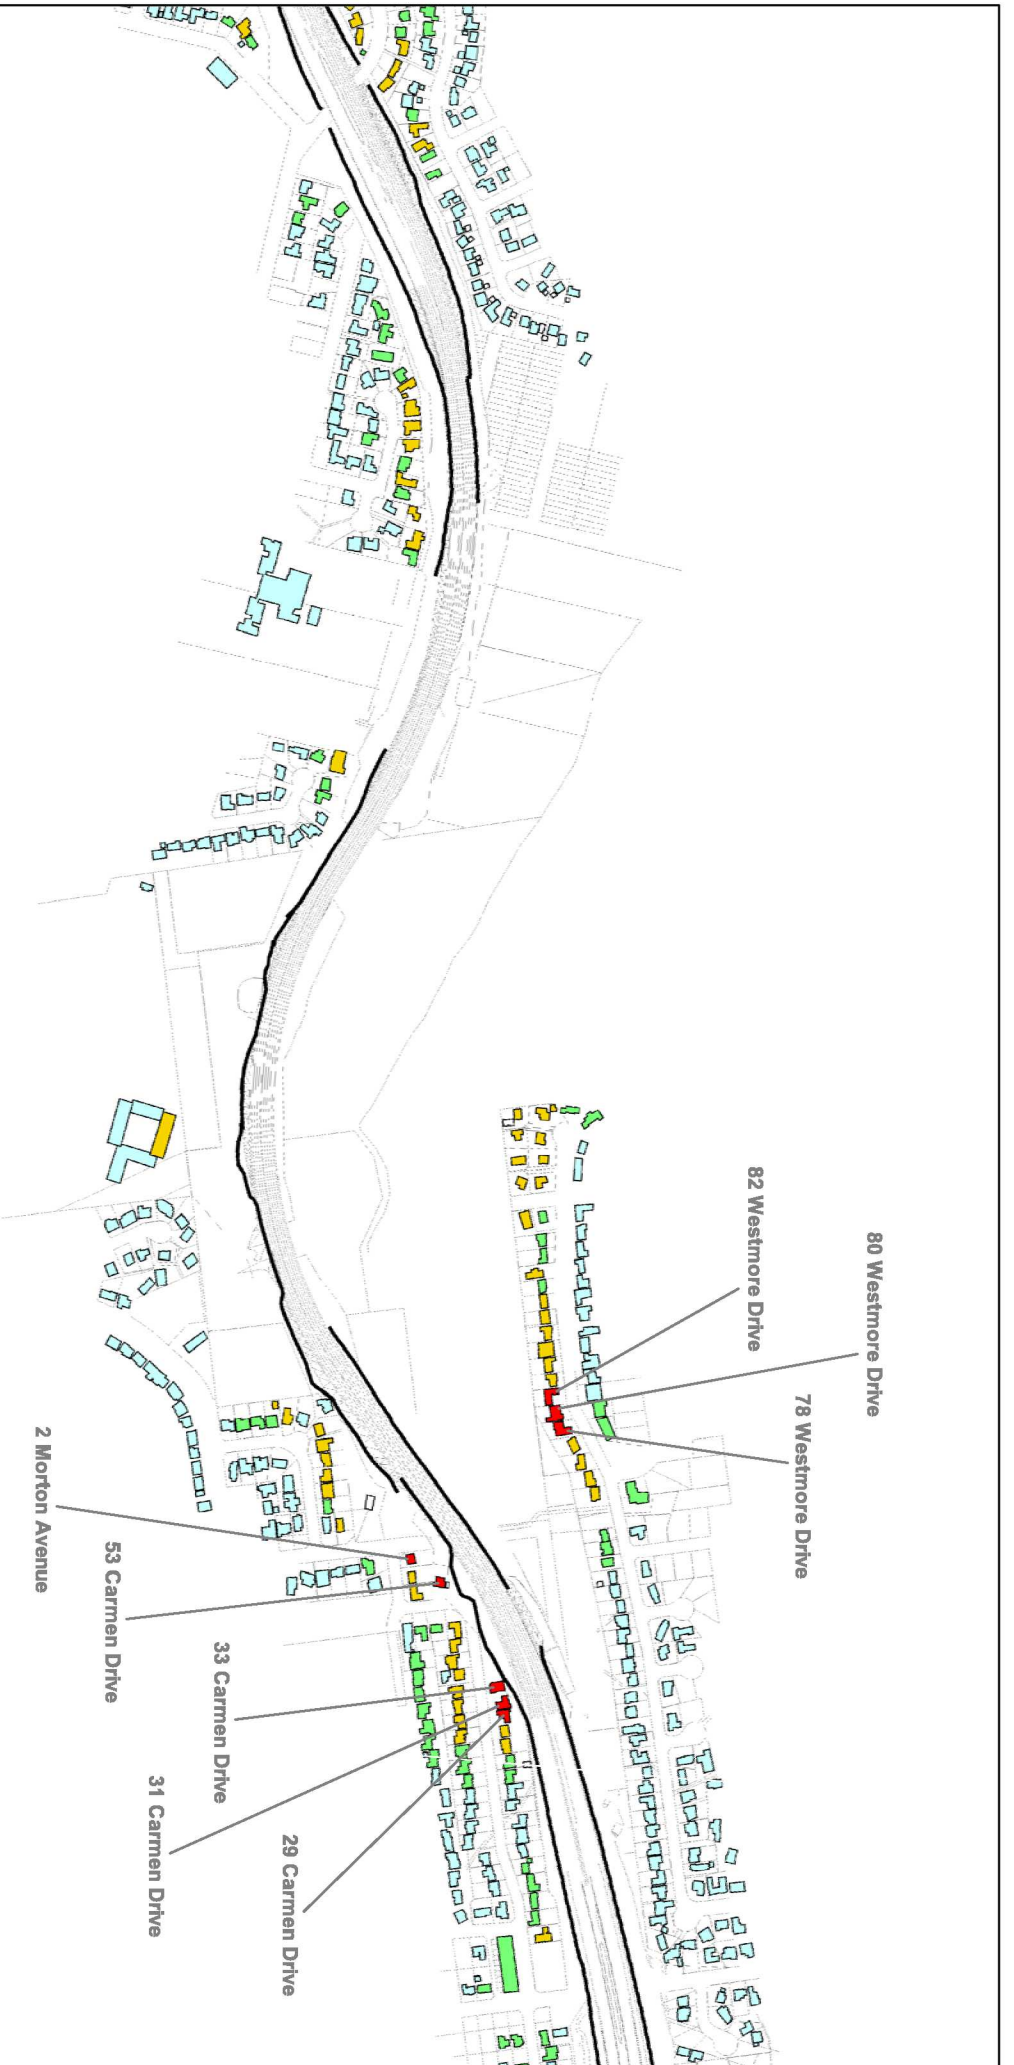 82 Westmore Drive
80 Westmore Drive
78 Westmore Drive
2 Morton Avenue
53 Carmen Drive
33 Carmen Drive
31 Carmen Drive
29 Carmen Drive